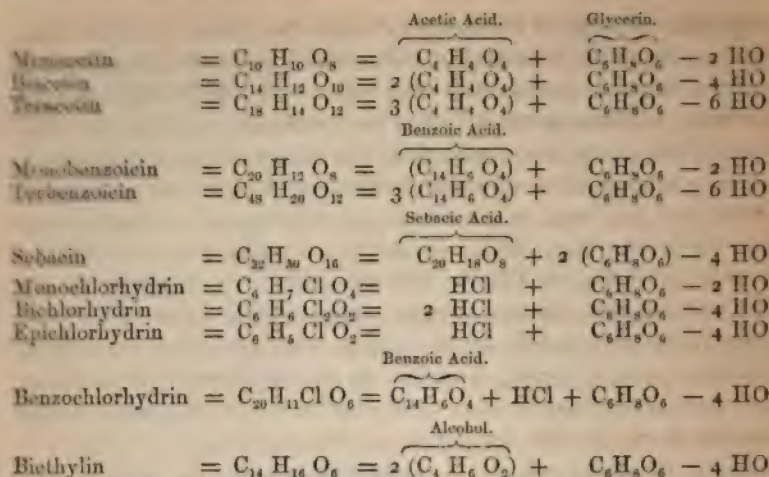 Acetic Acid. Glycerin.
Monacetin = C₁₀ H₁₀ O₈ = C₄ H₄ O₄ + C₆H₈O₆ − 2 HO
Biacetin = C₁₄ H₁₂ O₁₀ = 2 (C₄ H₄ O₄) + C₆H₈O₆ − 4 HO
Teracetin = C₁₈ H₁₄ O₁₂ = 3 (C₄ H₄ O₄) + C₆H₈O₆ − 6 HO
Benzoic Acid.
Monobenzoicin = C₂₀ H₁₂ O₈ = (C₁₄H₆ O₄) + C₆H₈O₆ − 2 HO
Terbenzoicin = C₄₈ H₂₀ O₁₂ = 3 (C₁₄H₆ O₄) + C₆H₈O₆ − 6 HO
Sebacic Acid.
Sebacin = C₃₂H₃₀ O₁₆ = C₂₀H₁₈O₈ + 2 (C₆H₈O₆) − 4 HO
Monochlorhydrin = C₆ H₇ Cl O₄ = HCl + C₆H₈O₆ − 2 HO
Bichlorhydrin = C₆ H₆ Cl₂O₂ = 2 HCl + C₆H₈O₆ − 4 HO
Epichlorhydrin = C₆ H₅ Cl O₂ = HCl + C₆H₈O₆ − 4 HO
Benzoic Acid.
Benzochlorhydrin = C₂₀H₁₁Cl O₆ = C₁₄H₆O₄ + HCl + C₆H₈O₆ − 4 HO
Alcohol.
Biethylin = C₁₄ H₁₆ O₆ = 2 (C₄ H₆ O₂) + C₆H₈O₆ − 4 HO